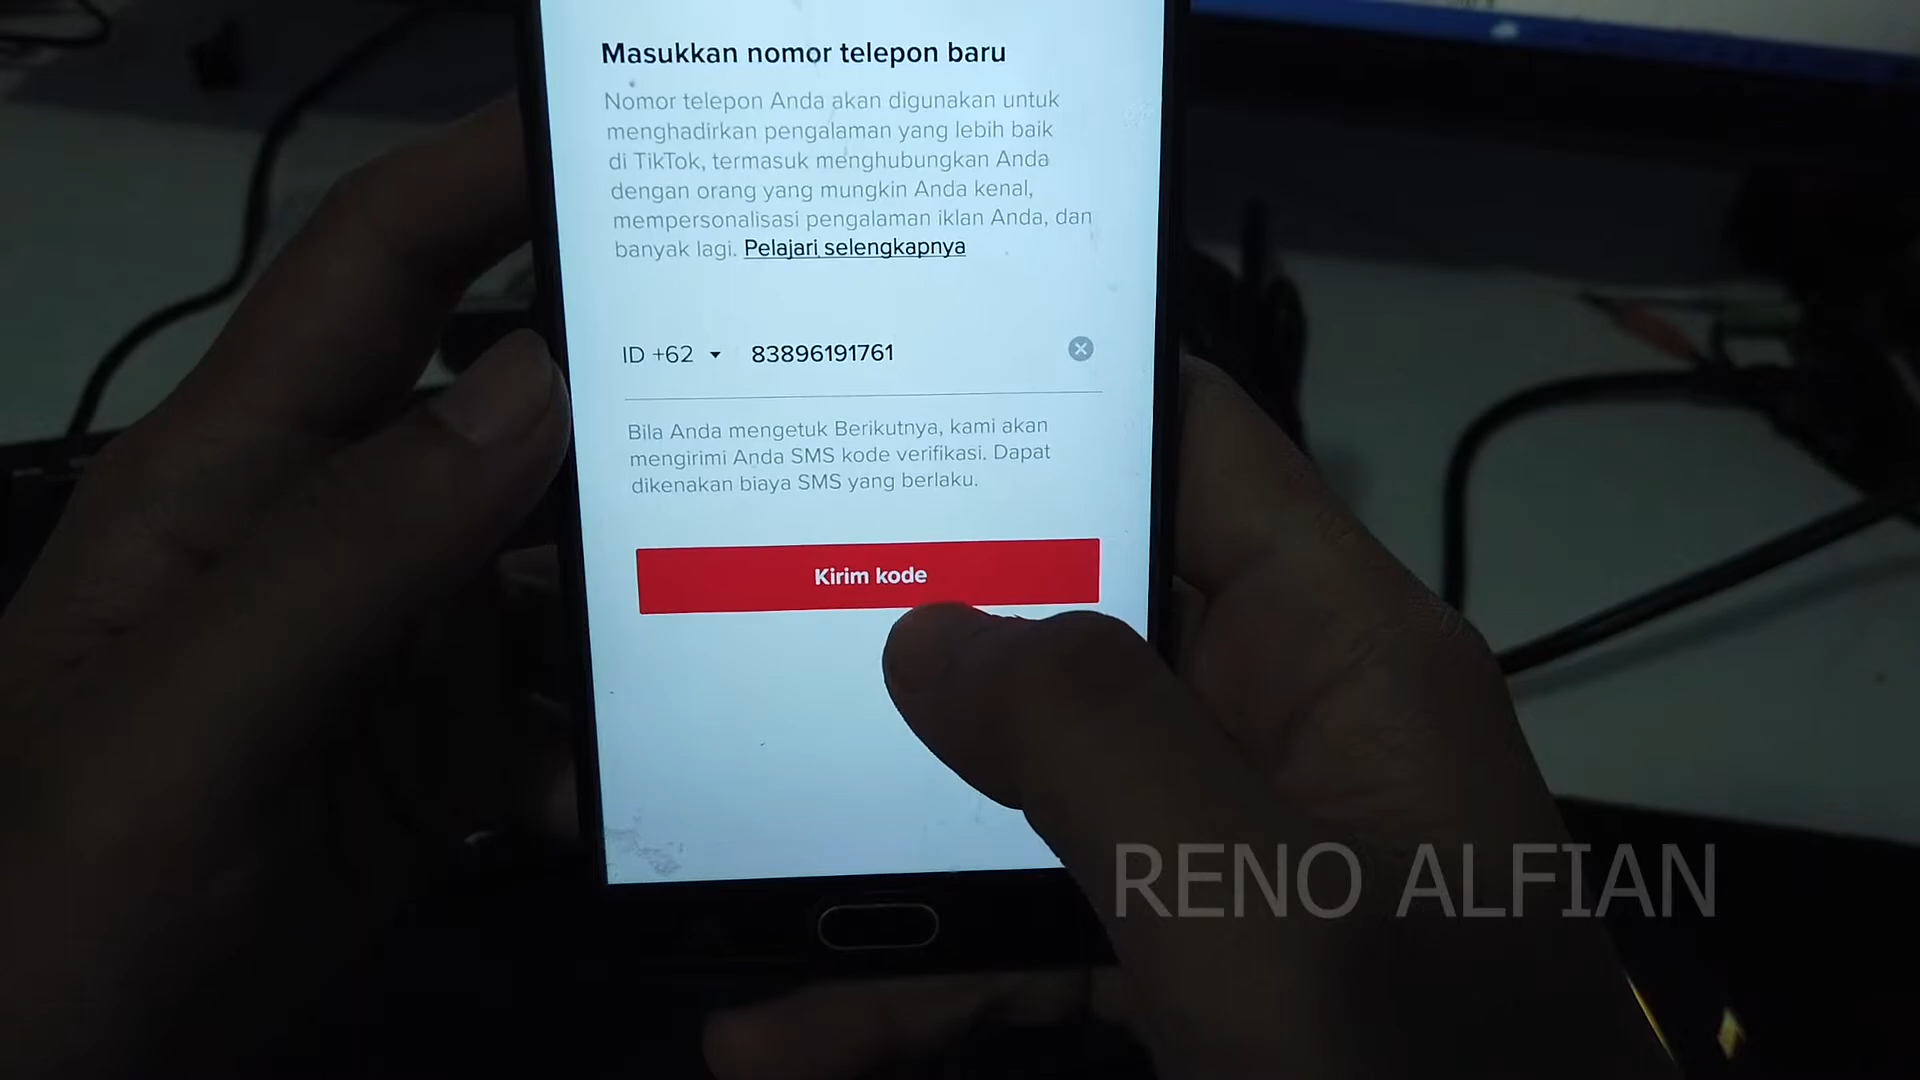 Masukkan nomor telepon baru
Nomor telepon Anda akan digunakan untuk
menghadirkan pengalaman yang lebih baik
di TikTok, termasuk menghubungkan Anda
dengan orang yang mungkin Anda kenal,
mempersonalisasi pengalaman iklan Anda, dan
banyak lagi. Pelajari selengkapnya
ID +62 83896191761
Bila Anda mengetuk Berikutnya, kami akan
mengirimi Anda SMS kode verifikasi. Dapat
dikenakan biaya SMS yang berlaku.
Kirim kode
RENO ALFIAN